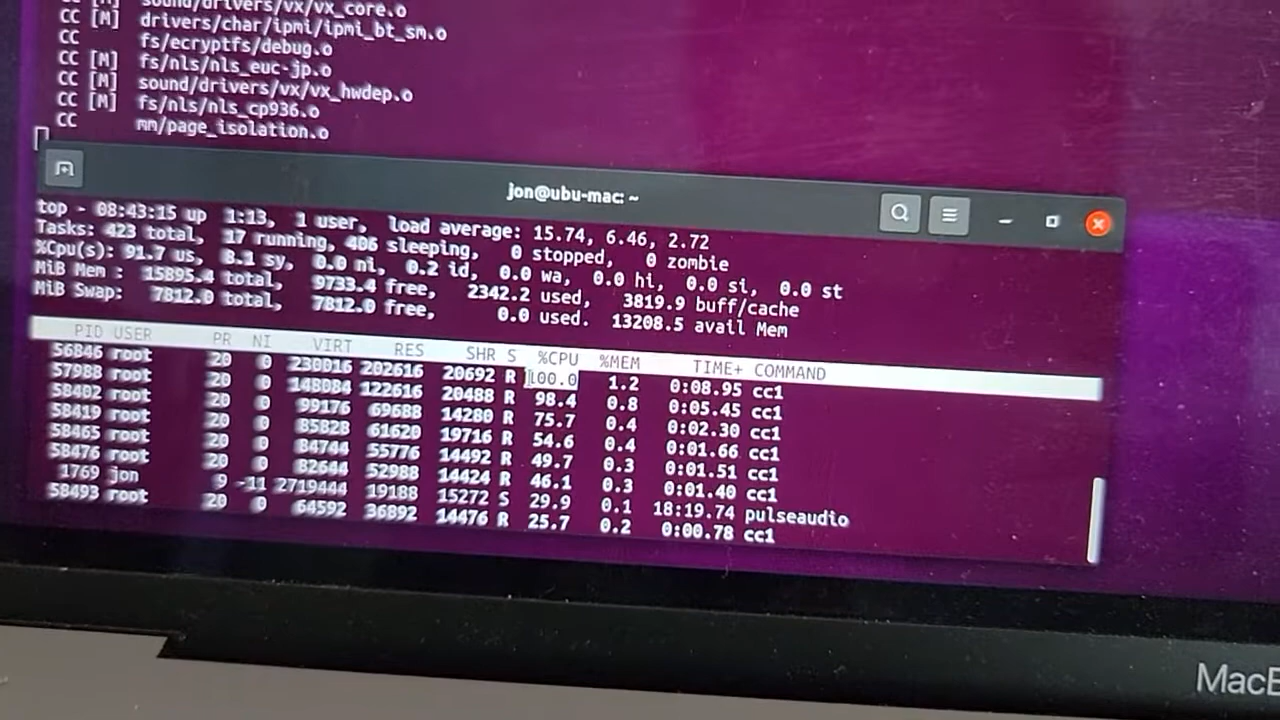 CC [M] sound/drivers/vx/vx_core.o
CC [M] drivers/char/ipmi/ipmi_bt_sm.o
CC fs/ecryptfs/debug.o
CC [M] fs/nls/nls_euc-jp.o
CC [M] sound/drivers/vx/vx_hwdep.o
CC [M] fs/nls/nls_cp936.o
CC mm/page_isolation.o
jon@ubu-mac: ~
top - 08:43:15 up 1:13, 1 user, load average: 15.74, 6.46, 2.72
Tasks: 423 total, 17 running, 406 sleeping, 0 stopped, 0 zombie
%Cpu(s): 91.7 us, 8.1 sy, 0.0 ni, 0.2 id, 0.0 wa, 0.0 hi, 0.0 si, 0.0 st
MiB Mem : 15895.4 total, 9733.4 free, 2342.2 used, 3819.9 buff/cache
MiB Swap: 7812.0 total, 7812.0 free, 0.0 used. 13208.5 avail Mem
PID USER PR NI VIRT RES SHR S %CPU %MEM TIME+ COMMAND
56846 root 20 0 230016 202616 20692 R 100.0 1.2 0:08.95 cc1
57988 root 20 0 148084 122616 20488 R 98.4 0.8 0:05.45 cc1
58402 root 20 0 99176 69688 14280 R 75.7 0.4 0:02.30 cc1
58419 root 20 0 85828 61620 19716 R 54.6 0.4 0:01.66 cc1
58465 root 20 0 84744 55776 14492 R 49.7 0.3 0:01.51 cc1
58476 root 20 0 82644 52988 14424 R 46.1 0.3 0:01.40 cc1
1769 jon 9 -11 2719444 19188 15272 S 29.9 0.1 18:19.74 pulseaudio
58493 root 20 0 64592 36892 14476 R 25.7 0.2 0:00.78 cc1
MacB